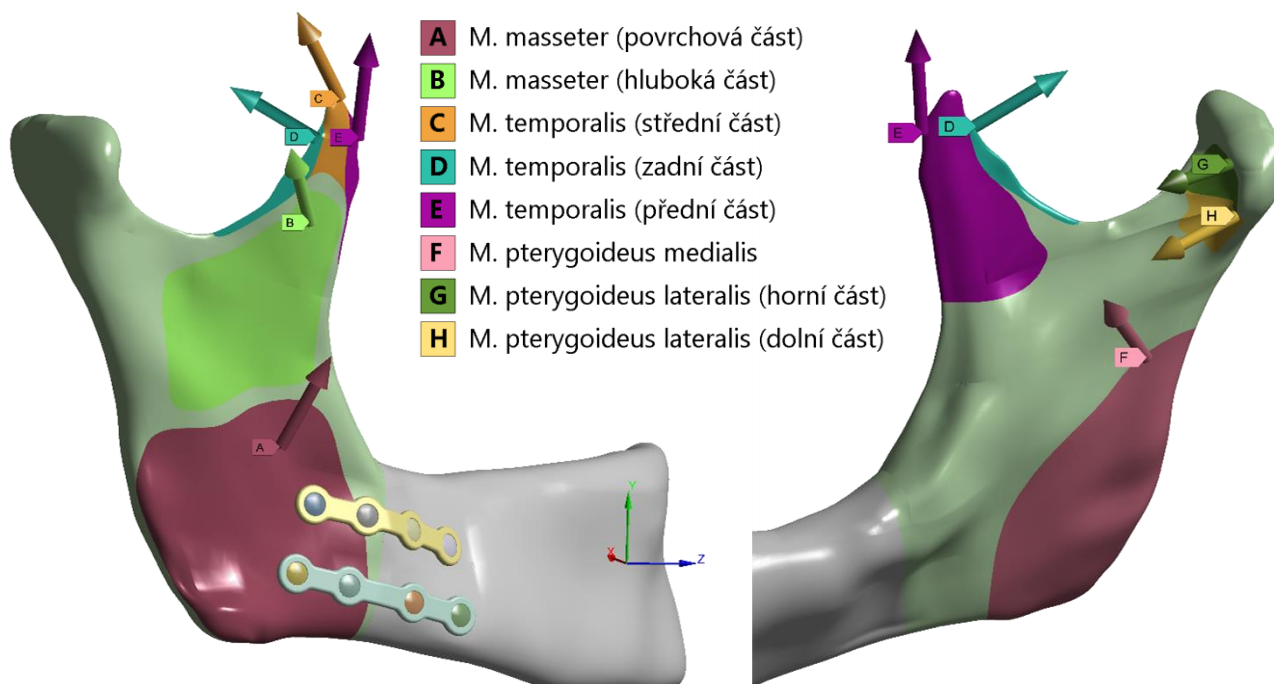 A M. masseter (povrchová část)
B M. masseter (hluboká část)
C M. temporalis (střední část)
D M. temporalis (zadní část)
E M. temporalis (přední část)
F M. pterygoideus medialis
G M. pterygoideus lateralis (horní část)
H M. pterygoideus lateralis (dolní část)
C
D
E
B
A
Y
X
Z
E
D
G
H
F